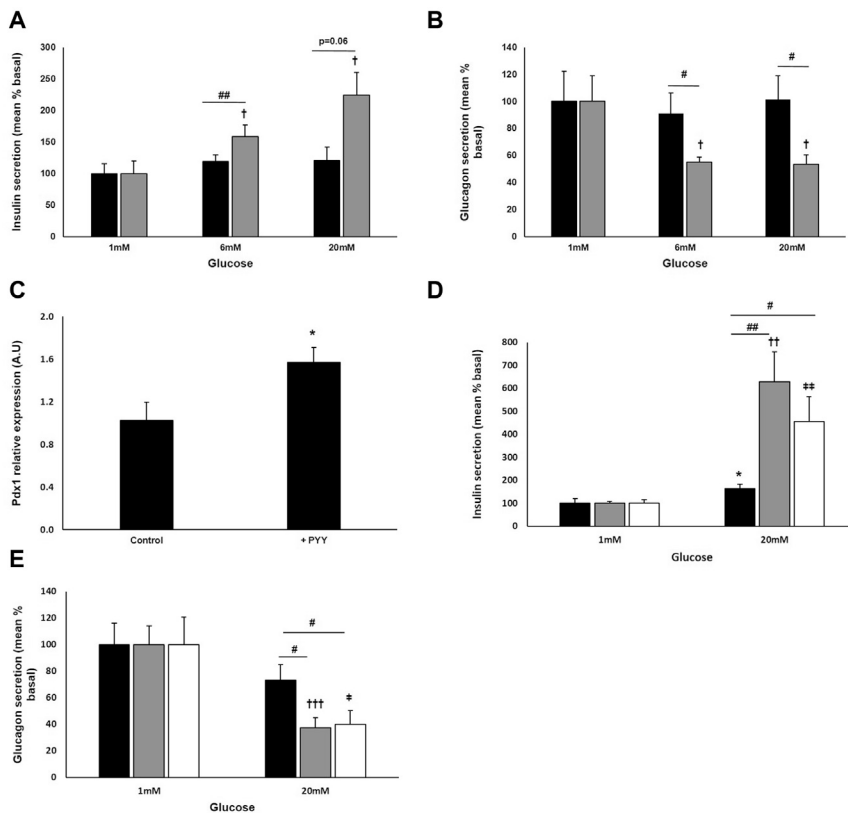 A
Insulin secretion (mean % basal)
300
250
200
150
100
50
0
##
†
p=0.06
†
1mM
6mM
20mM
Glucose
B
Glucagon secretion (mean %
basal)
140
120
100
80
60
40
20
0
#
†
#
†
1mM
6mM
20mM
Glucose
C
Pdx1 relative expression (A.U)
2.0
1.6
1.2
0.8
0.4
0.0
*
Control
+ PYY
D
Insulin secretion (mean % basal)
800
700
600
500
400
300
200
100
0
#
##
††
‡‡
*
1mM
20mM
Glucose
E
Glucagon secretion (mean %
basal)
140
120
100
80
60
40
20
0
#
#
†††
‡
1mM
20mM
Glucose